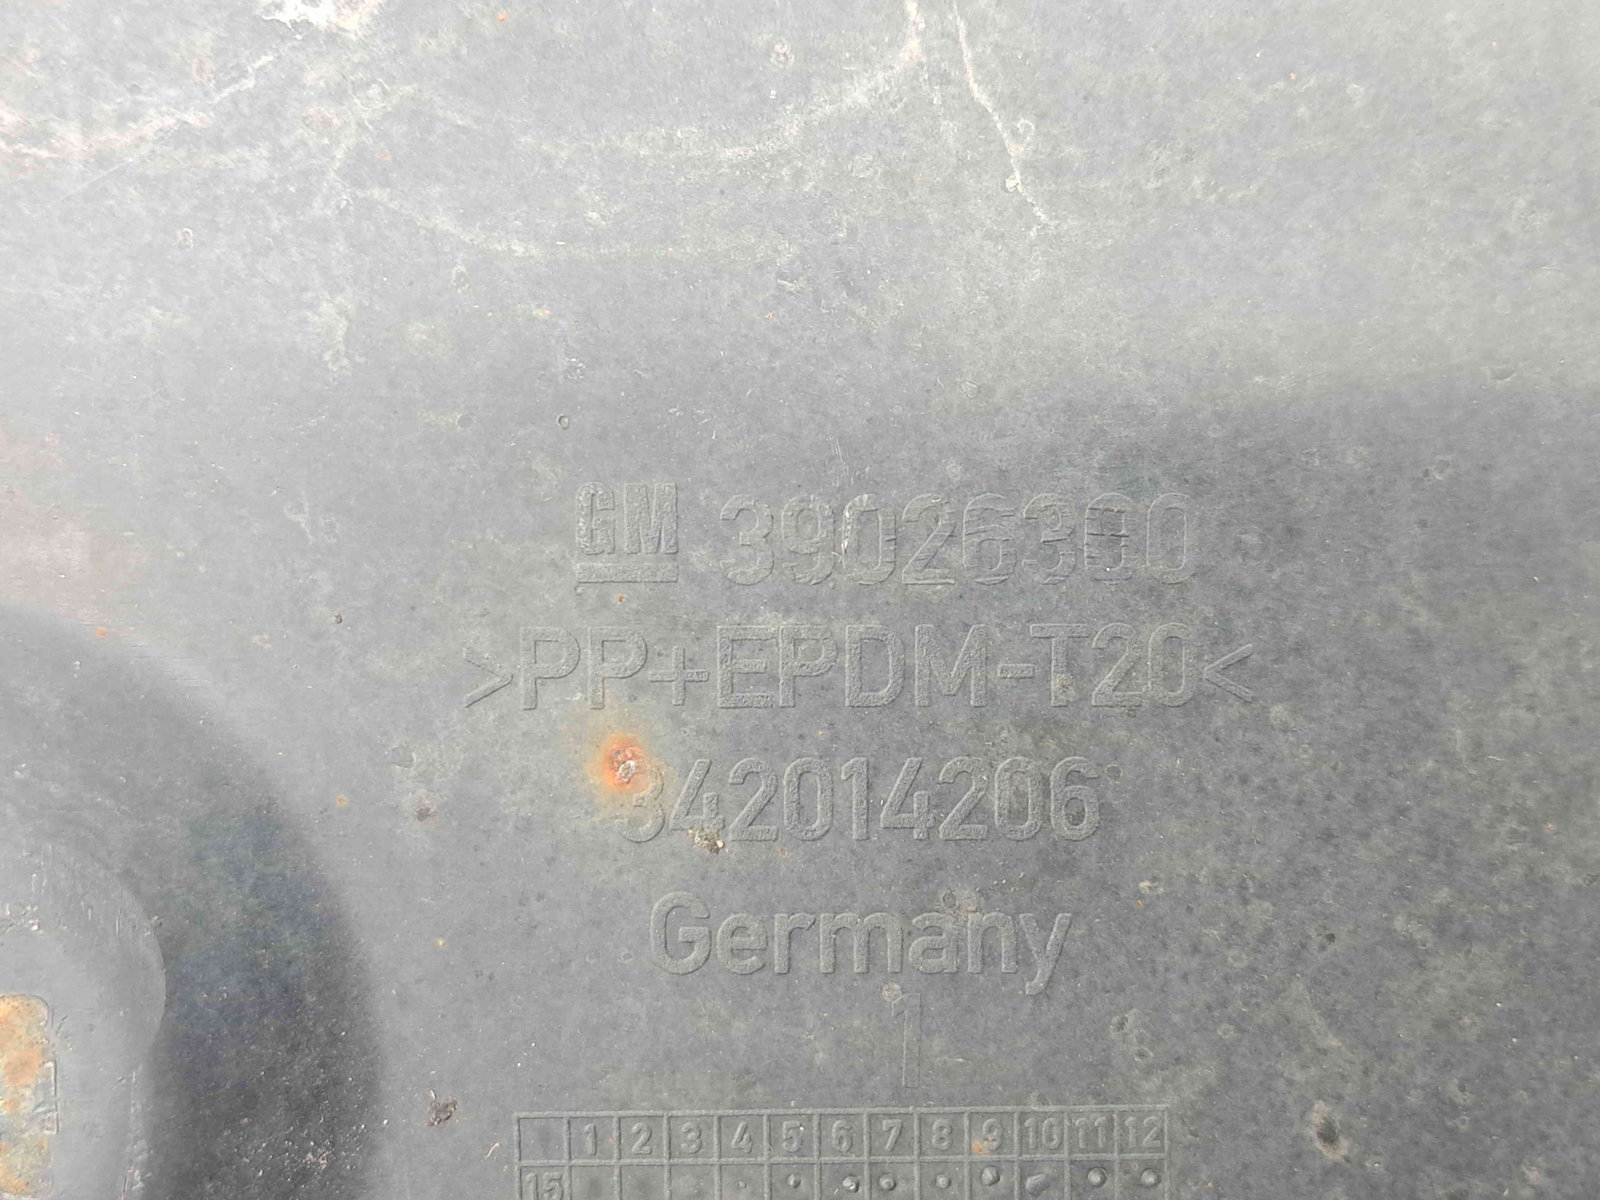 GM 39026300
>PP+EPDM-T20<
342014206
Germany
1
1 2 3 4 5 6 7 8 9 10 11 12
15